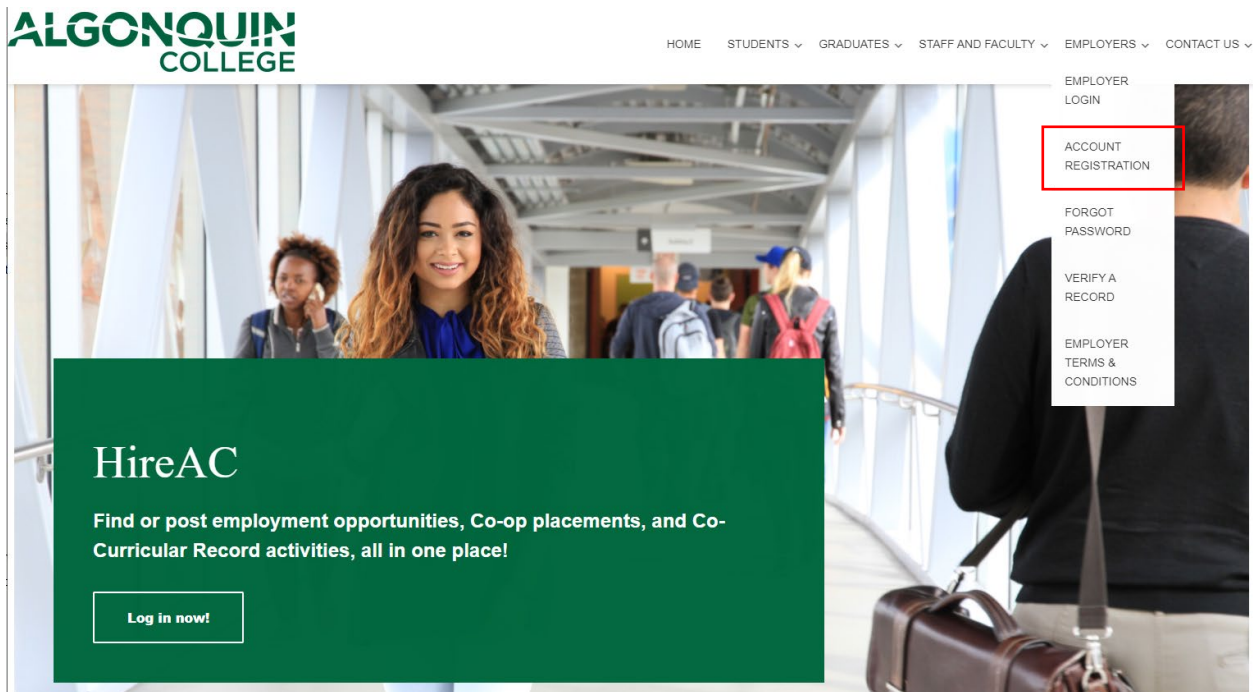 ALGONQUIN
COLLEGE
HOME STUDENTS GRADUATES STAFF AND FACULTY EMPLOYERS CONTACT US
EMPLOYER
LOGIN
ACCOUNT
REGISTRATION
FORGOT
PASSWORD
VERIFY A
RECORD
EMPLOYER
TERMS &
CONDITIONS
HireAC
Find or post employment opportunities, Co-op placements, and Co-
Curricular Record activities, all in one place!
Log in now!